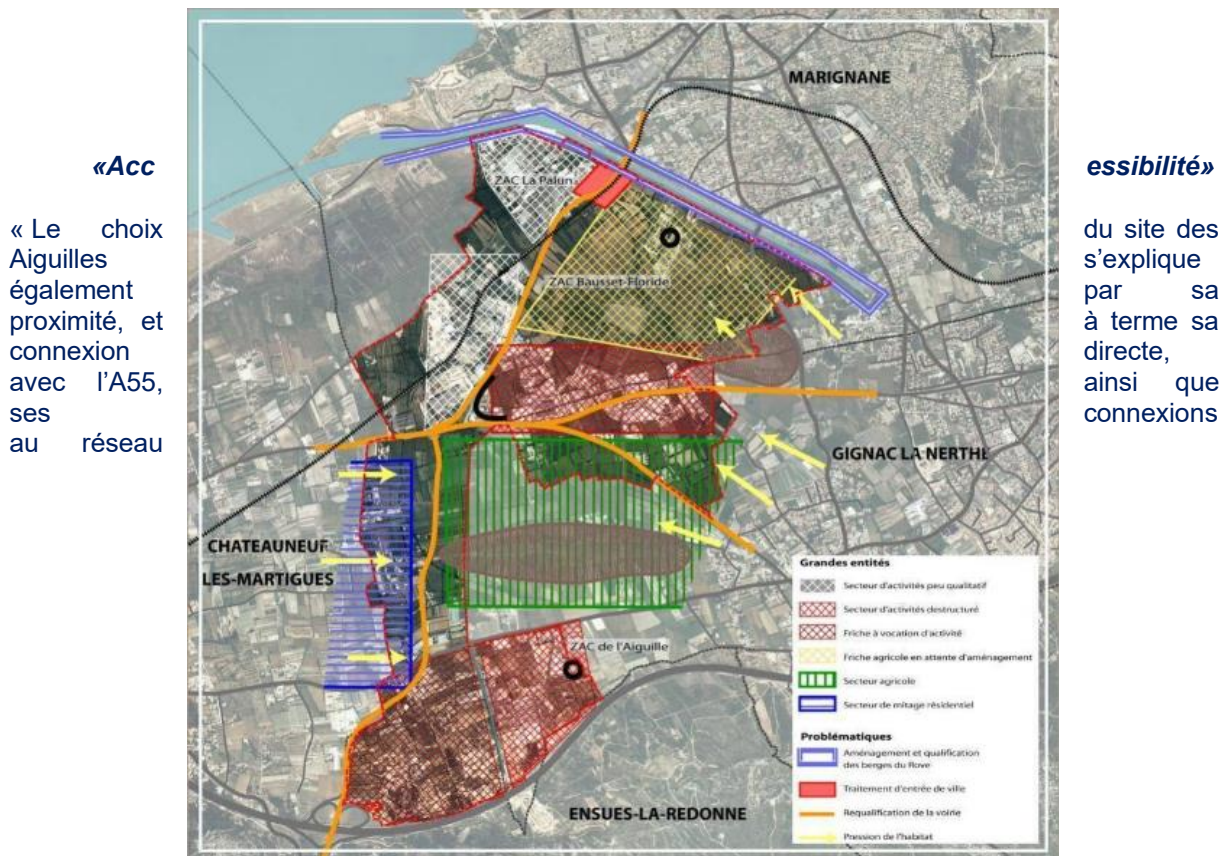 MARIGNANE
«Acc essibilité»
ZAC La Palun
« Le choix du site des
Aiguilles s’explique
également par sa
proximité, et à terme sa
connexion directe,
avec l’A55, ainsi que
ses connexions
au réseau
ZAC Bausset-Floride
GIGNAC LA NERTHE
CHATEAUNEUF
LES-MARTIGUES
ZAC de l'Aiguille
ENSUES-LA-REDONNE
Grandes entités
Secteur d'activités peu qualitatif
Secteur d'activités destructuré
Friche à vocation d'activité
Friche agricole en attente d'aménagement
Secteur agricole
Secteur de mitage résidentiel
Problématiques
Aménagement et qualification
des berges du Rove
Traitement d'entrée de ville
Requalification de la voirie
Pression de l'habitat